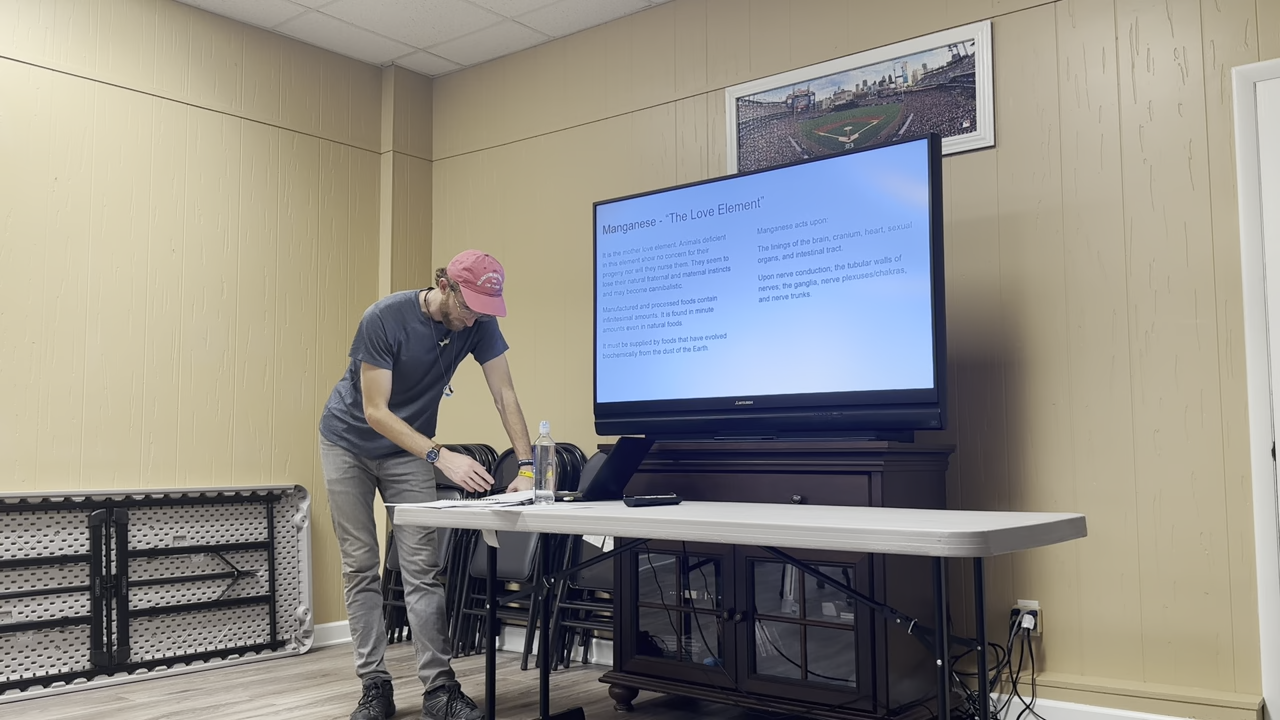 Manganese - "The Love Element"
It is the mother love element. Animals deficient
in this element show no concern for their
progeny nor will they nurse them. They seem to
lose their natural fraternal and maternal instincts
and may become cannibalistic.
Manufactured and processed foods contain
infinitesimal amounts. It is found in minute
amounts even in natural foods.
It must be supplied by foods that have evolved
biochemically from the dust of the Earth.
Manganese acts upon:
The linings of the brain, cranium, heart, sexual
organs, and intestinal tract.
Upon nerve conduction, the tubular walls of
nerves, the ganglia, nerve plexuses/chakras,
and nerve trunks.
MITSUBISHI